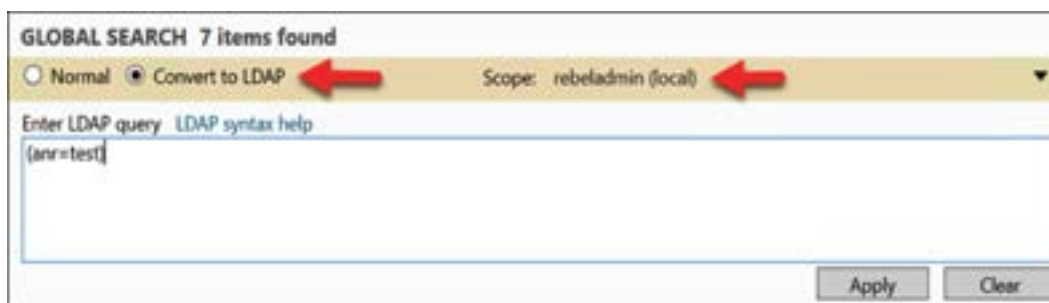 GLOBAL SEARCH 7 items found
Normal Convert to LDAP Scope: rebeladmin (local)
Enter LDAP query LDAP syntax help
(anr=test)
Apply Clear